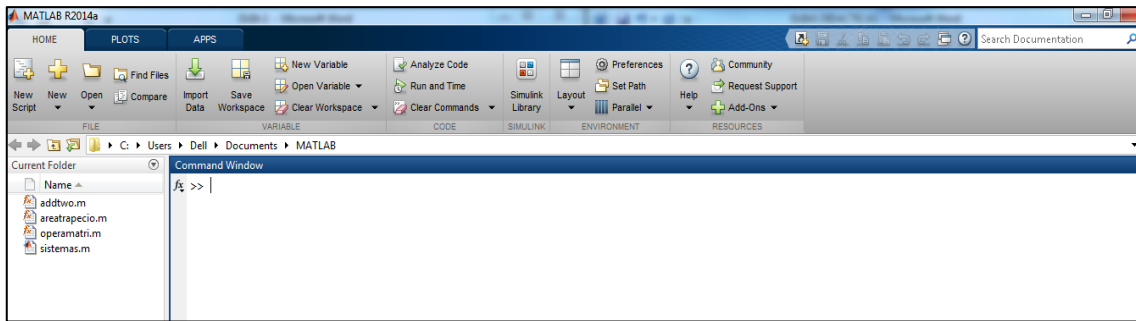 MATLAB R2014a
HOME PLOTS APPS
Search Documentation
New Script
New
Open
Find Files
Compare
FILE
Import Data
Save Workspace
New Variable
Open Variable
Clear Workspace
VARIABLE
Analyze Code
Run and Time
Clear Commands
CODE
Simulink Library
SIMULINK
Layout
Preferences
Set Path
Parallel
ENVIRONMENT
Help
Community
Request Support
Add-Ons
RESOURCES
C: Users Dell Documents MATLAB
Current Folder
Name
addtwo.m
areatrapecio.m
operamatri.m
sistemas.m
Command Window
fx >>